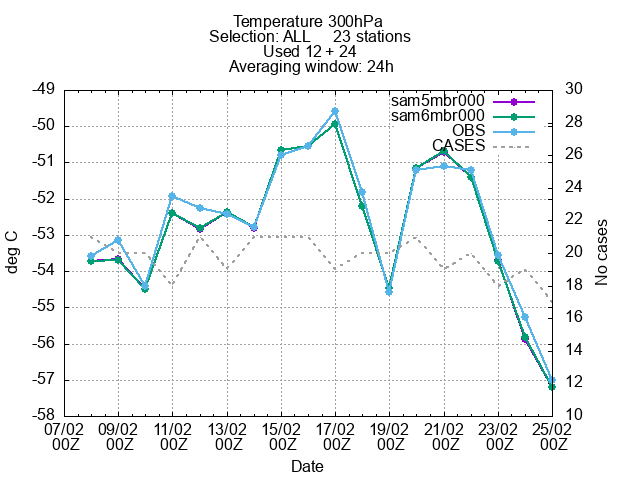 Temperature 300hPa
Selection: ALL 23 stations
Used 12 + 24
Averaging window: 24h
-49
-50
-51
-52
-53
-54
-55
-56
-57
-58
deg C
30
28
26
24
22
20
18
16
14
12
10
No cases
sam5mbr000
sam6mbr000
OBS
CASES
07/02 09/02 11/02 13/02 15/02 17/02 19/02 21/02 23/02 25/02
00Z 00Z 00Z 00Z 00Z 00Z 00Z 00Z 00Z 00Z
Date